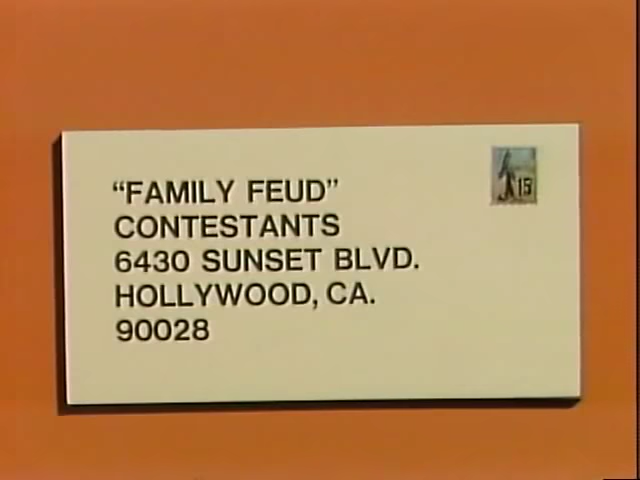 "FAMILY FEUD"
CONTESTANTS
6430 SUNSET BLVD.
HOLLYWOOD, CA.
90028
15